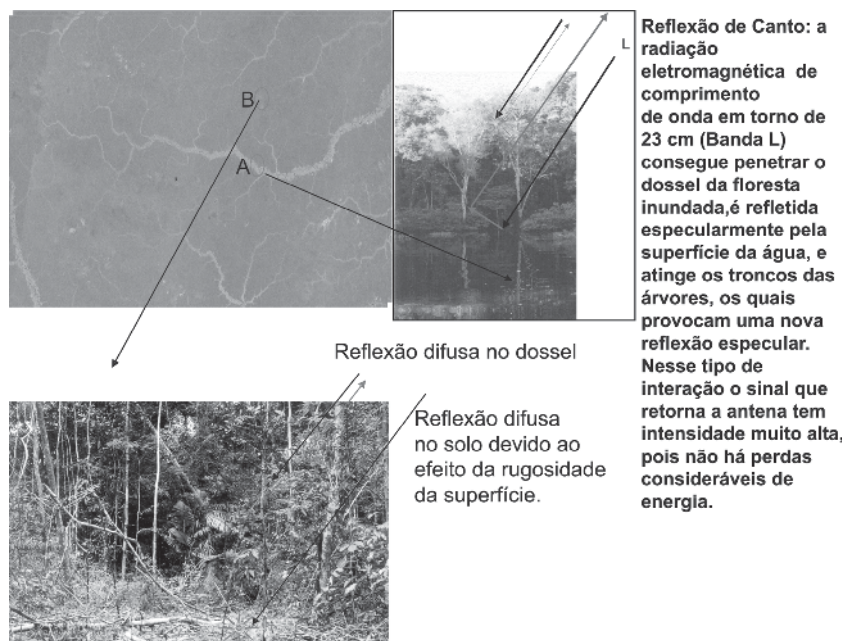 B
A
L
Reflexão de Canto: a
radiação
eletromagnética de
comprimento
de onda em torno de
23 cm (Banda L)
consegue penetrar o
dossel da floresta
inundada,é refletida
especularmente pela
superfície da água, e
atinge os troncos das
árvores, os quais
provocam uma nova
reflexão especular.
Nesse tipo de
interação o sinal que
retorna a antena tem
intensidade muito alta,
pois não há perdas
consideráveis de
energia.
Reflexão difusa no dossel
Reflexão difusa
no solo devido ao
efeito da rugosidade
da superfície.